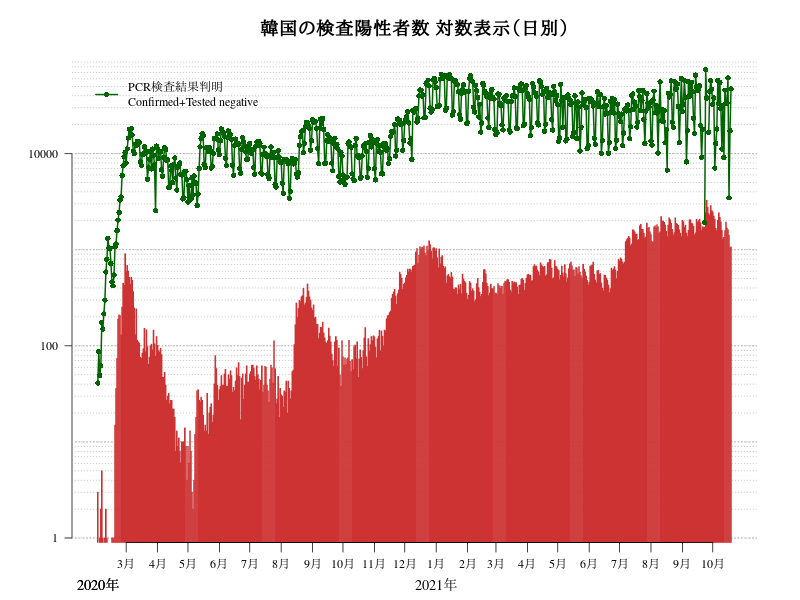 韓国の検査陽性者数 対数表示（日別）
PCR検査結果判明
Confirmed+Tested negative
10000
100
1
3月 4月 5月 6月 7月 8月 9月 10月 11月 12月 1月 2月 3月 4月 5月 6月 7月 8月 9月 10月
2020年 2021年